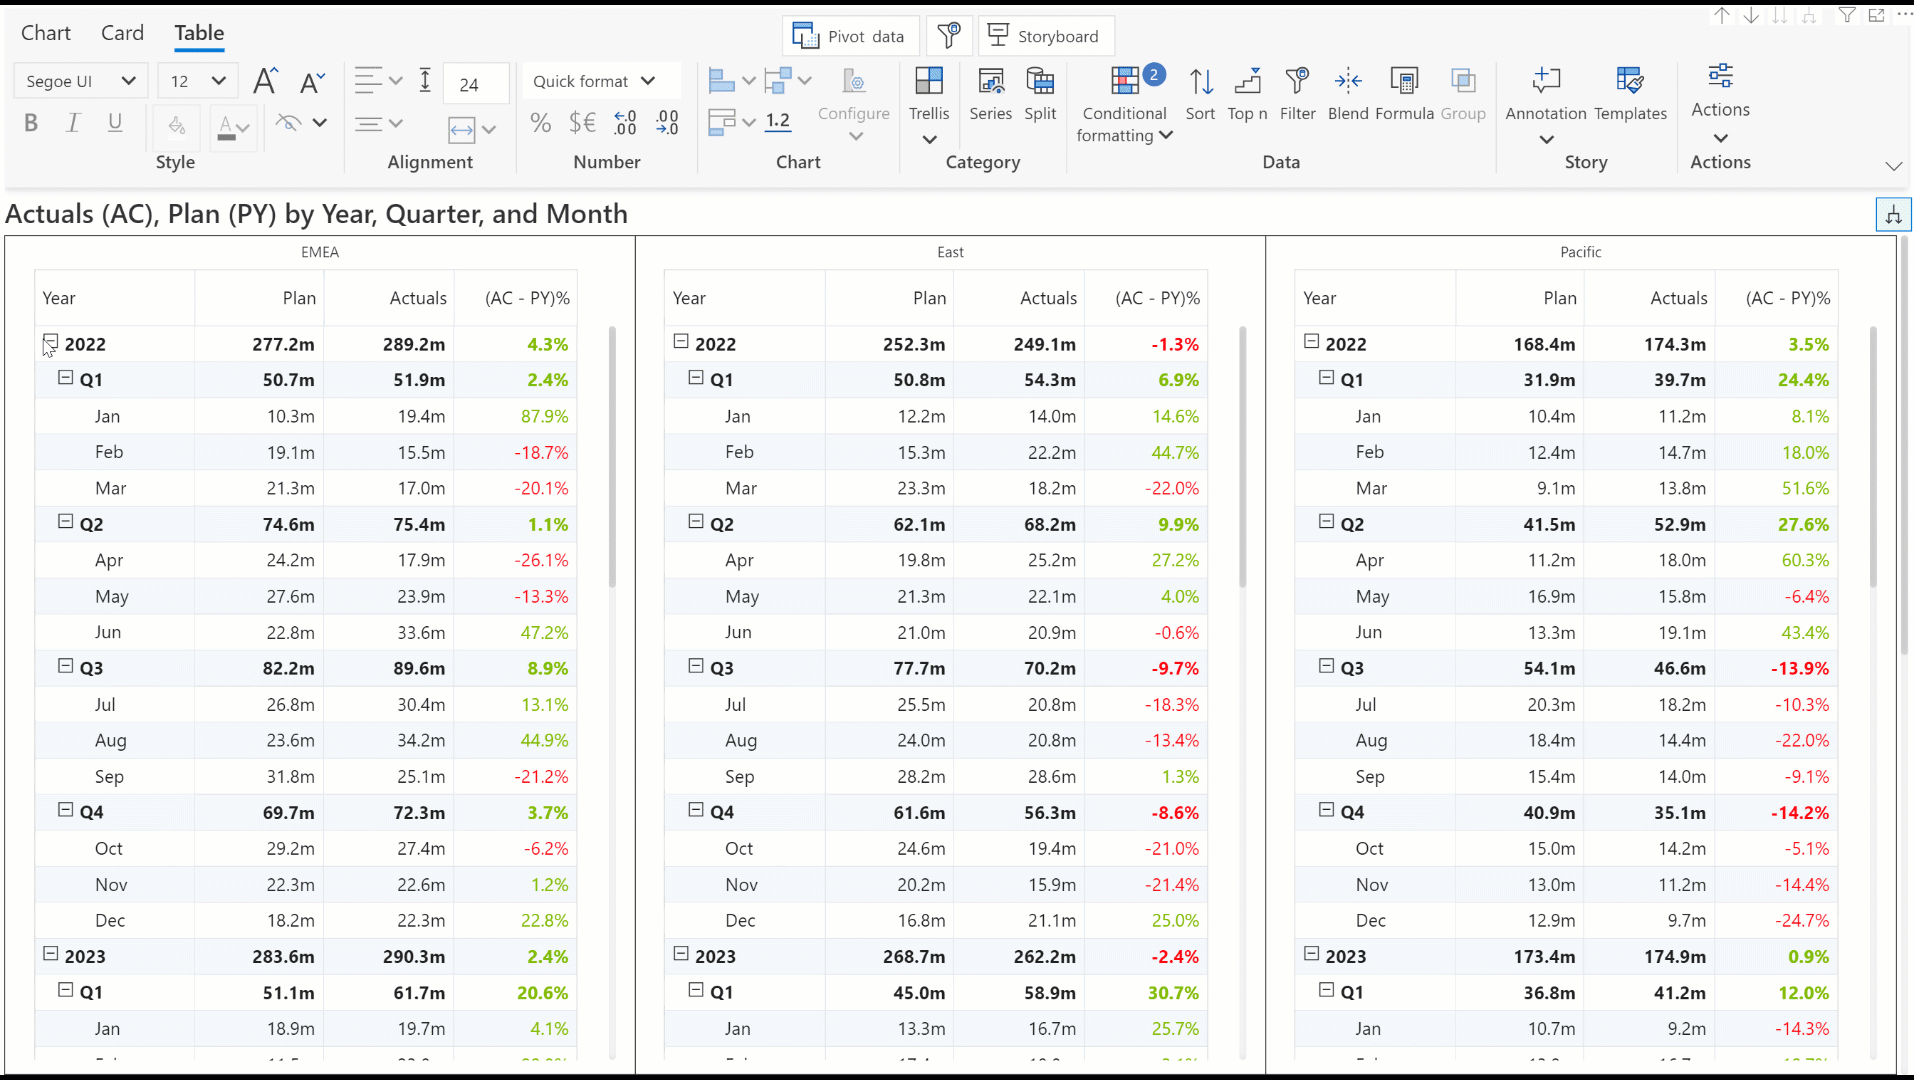 Chart Card Table
Pivot data Storyboard
Segoe UI 12 24 Quick format 2
B I U A % $€ 1.2
Configure Trellis Series Split Conditional formatting Sort Top n Filter Blend Formula Group Annotation Templates Actions
Style Alignment Number Chart Category Data Story Actions
Actuals (AC), Plan (PY) by Year, Quarter, and Month
EMEA East Pacific
Year Plan Actuals (AC - PY)% Year Plan Actuals (AC - PY)% Year Plan Actuals (AC - PY)%
2022 277.2m 289.2m 4.3% 2022 252.3m 249.1m -1.3% 2022 168.4m 174.3m 3.5%
Q1 50.7m 51.9m 2.4% Q1 50.8m 54.3m 6.9% Q1 31.9m 39.7m 24.4%
Jan 10.3m 19.4m 87.9% Jan 12.2m 14.0m 14.6% Jan 10.4m 11.2m 8.1%
Feb 19.1m 15.5m -18.7% Feb 15.3m 22.2m 44.7% Feb 12.4m 14.7m 18.0%
Mar 21.3m 17.0m -20.1% Mar 23.3m 18.2m -22.0% Mar 9.1m 13.8m 51.6%
Q2 74.6m 75.4m 1.1% Q2 62.1m 68.2m 9.9% Q2 41.5m 52.9m 27.6%
Apr 24.2m 17.9m -26.1% Apr 19.8m 25.2m 27.2% Apr 11.2m 18.0m 60.3%
May 27.6m 23.9m -13.3% May 21.3m 22.1m 4.0% May 16.9m 15.8m -6.4%
Jun 22.8m 33.6m 47.2% Jun 21.0m 20.9m -0.6% Jun 13.3m 19.1m 43.4%
Q3 82.2m 89.6m 8.9% Q3 77.7m 70.2m -9.7% Q3 54.1m 46.6m -13.9%
Jul 26.8m 30.4m 13.1% Jul 25.5m 20.8m -18.3% Jul 20.3m 18.2m -10.3%
Aug 23.6m 34.2m 44.9% Aug 24.0m 20.8m -13.4% Aug 18.4m 14.4m -22.0%
Sep 31.8m 25.1m -21.2% Sep 28.2m 28.6m 1.3% Sep 15.4m 14.0m -9.1%
Q4 69.7m 72.3m 3.7% Q4 61.6m 56.3m -8.6% Q4 40.9m 35.1m -14.2%
Oct 29.2m 27.4m -6.2% Oct 24.6m 19.4m -21.0% Oct 15.0m 14.2m -5.1%
Nov 22.3m 22.6m 1.2% Nov 20.2m 15.9m -21.4% Nov 13.0m 11.2m -14.4%
Dec 18.2m 22.3m 22.8% Dec 16.8m 21.1m 25.0% Dec 12.9m 9.7m -24.7%
2023 283.6m 290.3m 2.4% 2023 268.7m 262.2m -2.4% 2023 173.4m 174.9m 0.9%
Q1 51.1m 61.7m 20.6% Q1 45.0m 58.9m 30.7% Q1 36.8m 41.2m 12.0%
Jan 18.9m 19.7m 4.1% Jan 13.3m 16.7m 25.7% Jan 10.7m 9.2m -14.3%